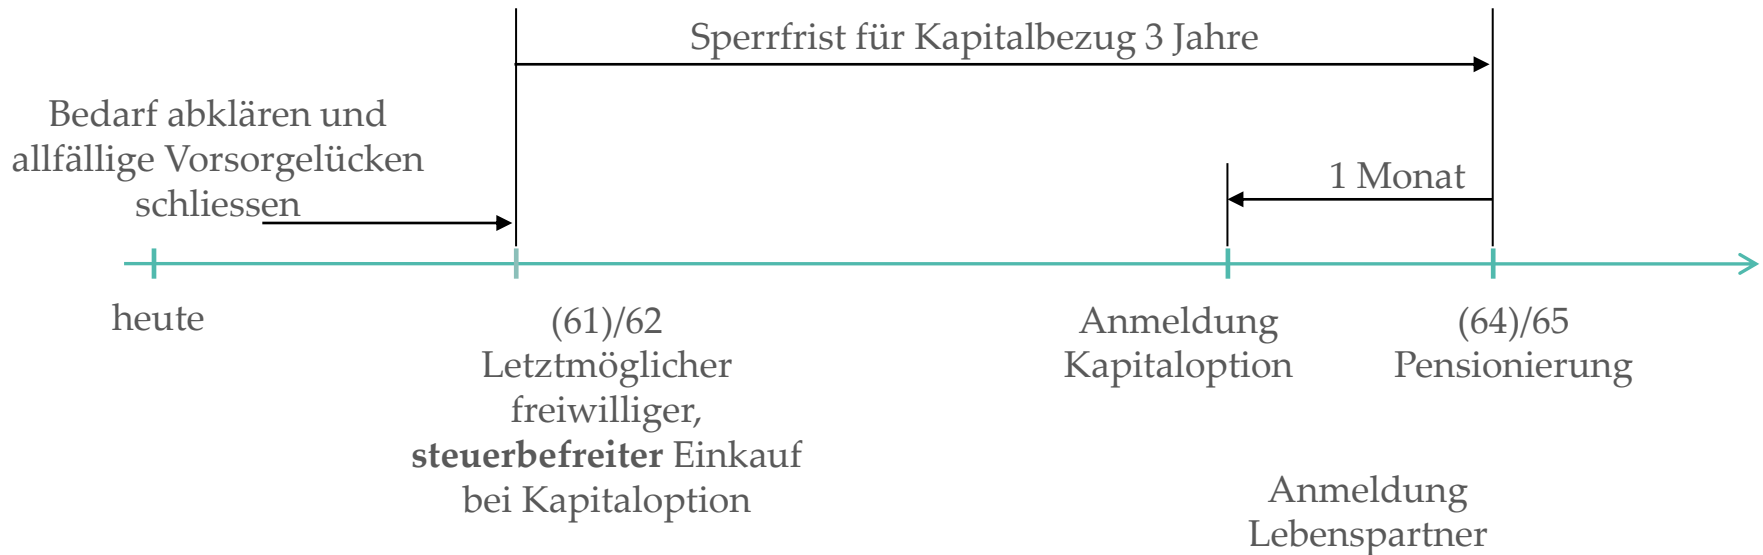 Sperrfrist für Kapitalbezug 3 Jahre
Bedarf abklären und
allfällige Vorsorgelücken
schliessen
1 Monat
heute
(61)/62
Letztmöglicher
freiwilliger,
steuerbefreiter Einkauf
bei Kapitaloption
Anmeldung
Kapitaloption
(64)/65
Pensionierung
Anmeldung
Lebenspartner